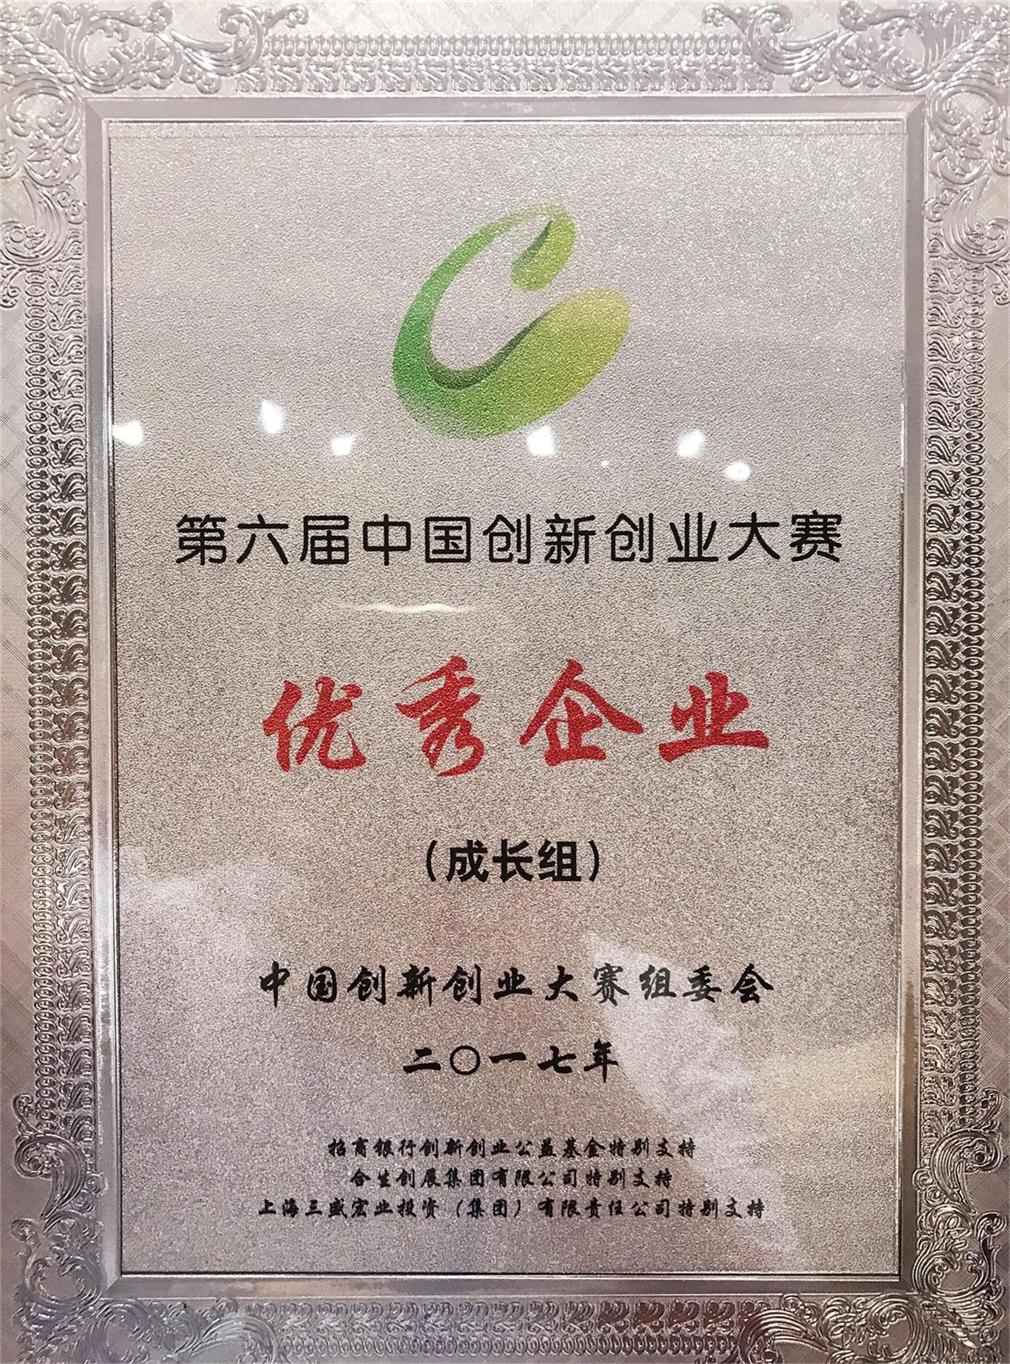 第六届中国创新创业大赛
优秀企业
（成长组）
中国创新创业大赛组委会
二〇一七年
招商银行创新创业公益基金特别支持
合生创展集团有限公司特别支持
上海三盛宏业投资（集团）有限责任公司特别支持